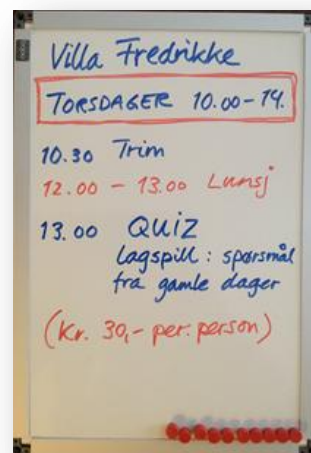 Villa Fredrikke
TORSDAGER 10.00-14.
10.30 Trim
12.00 - 13.00 Lunsj
13.00 QUIZ
lagspill : spørsmål
fra gamle dager
(Kr. 30,- per. person)